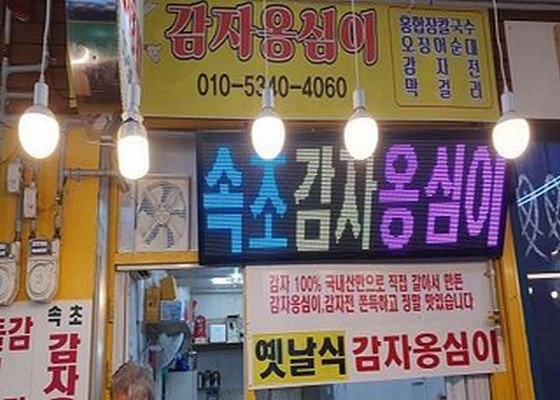 감자옹심이
010-5340-4060
홍합장칼국수
오징어순대
감자전
막걸리
속초감자옹심이
감자 100% 국내산만으로 직접 갈아서 만든
감자옹심이,감자전 쫀득하고 정말 맛있습니다
옛날식 감자옹심이
속초
감자